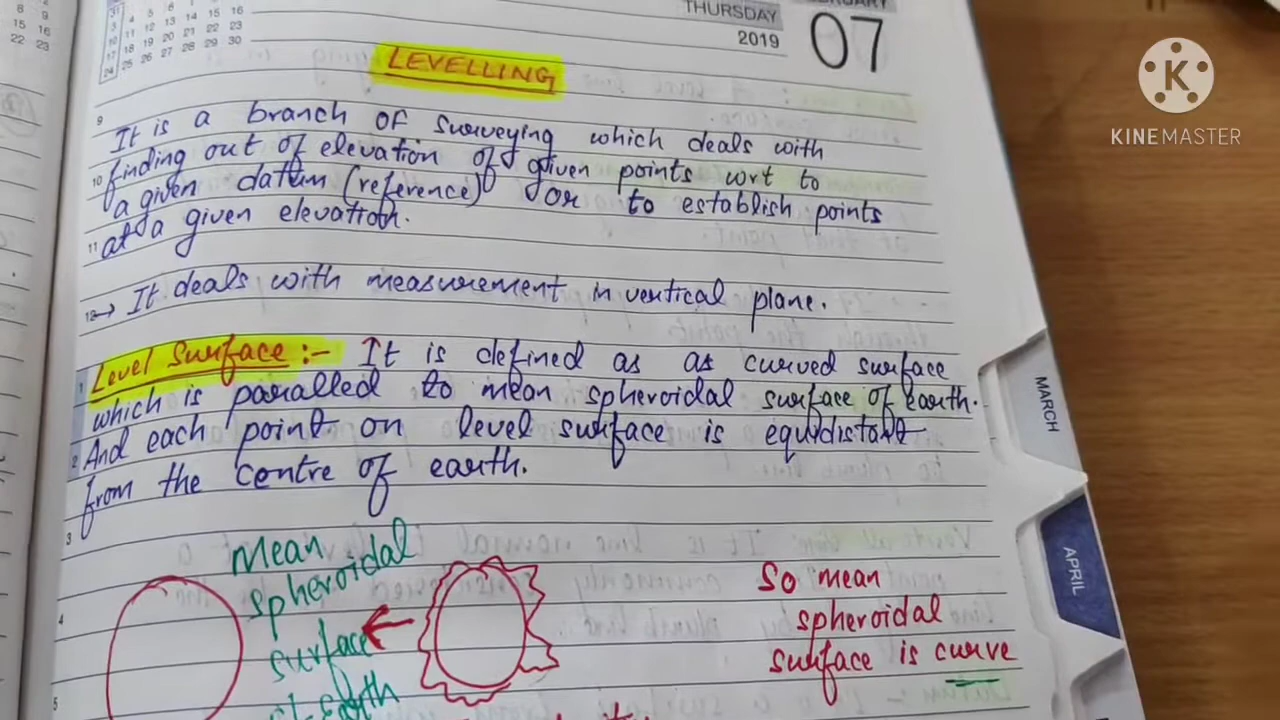 THURSDAY
2019
07
LEVELLING
It is a branch of surveying which deals with
finding out of elevation of given points wrt to
a given datum (reference) or to establish points
at a given elevation.
→ It deals with measurement in vertical plane.
Level Surface :- It is defined as as curved surface
which is paralled to mean spheroidal surface of earth.
And each point on level surface is equidistant
from the centre of earth.
Mean
spheroidal
surface
of earth
So mean
spheroidal
surface is curve
MARCH
APRIL
K
KINEMASTER